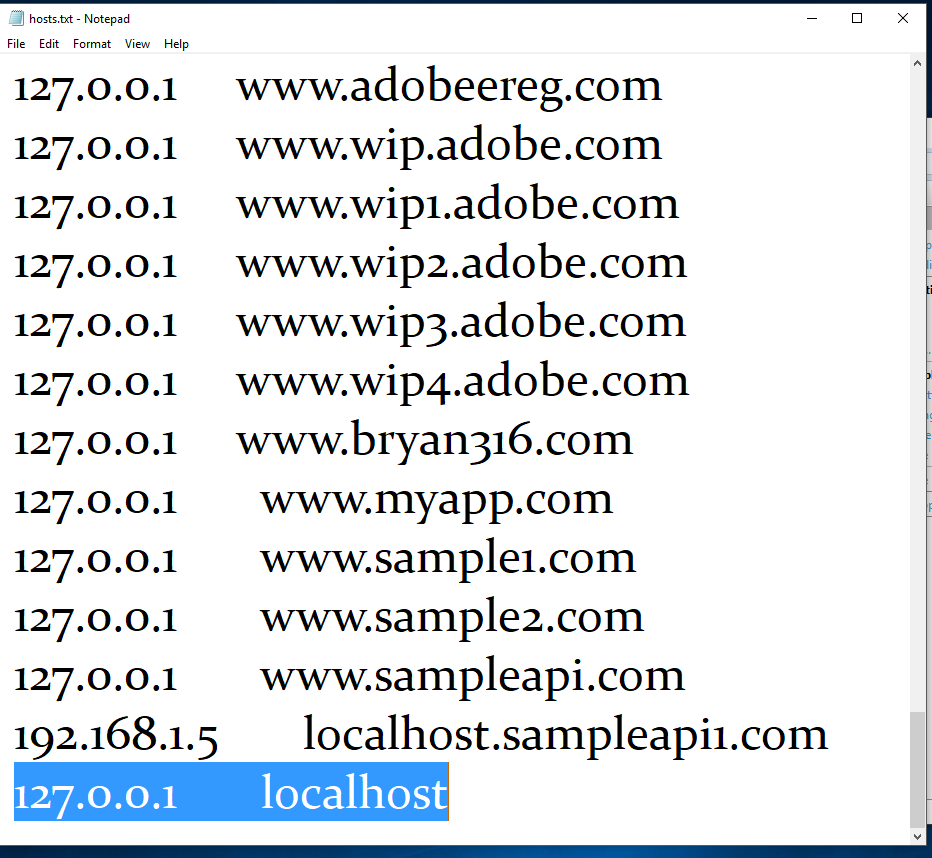 hosts.txt - Notepad
File Edit Format View Help
127.0.0.1 www.adobeereg.com
127.0.0.1 www.wip.adobe.com
127.0.0.1 www.wip1.adobe.com
127.0.0.1 www.wip2.adobe.com
127.0.0.1 www.wip3.adobe.com
127.0.0.1 www.wip4.adobe.com
127.0.0.1 www.bryan316.com
127.0.0.1 www.myapp.com
127.0.0.1 www.sample1.com
127.0.0.1 www.sample2.com
127.0.0.1 www.sampleapi.com
192.168.1.5 localhost.sampleapi1.com
127.0.0.1 localhost